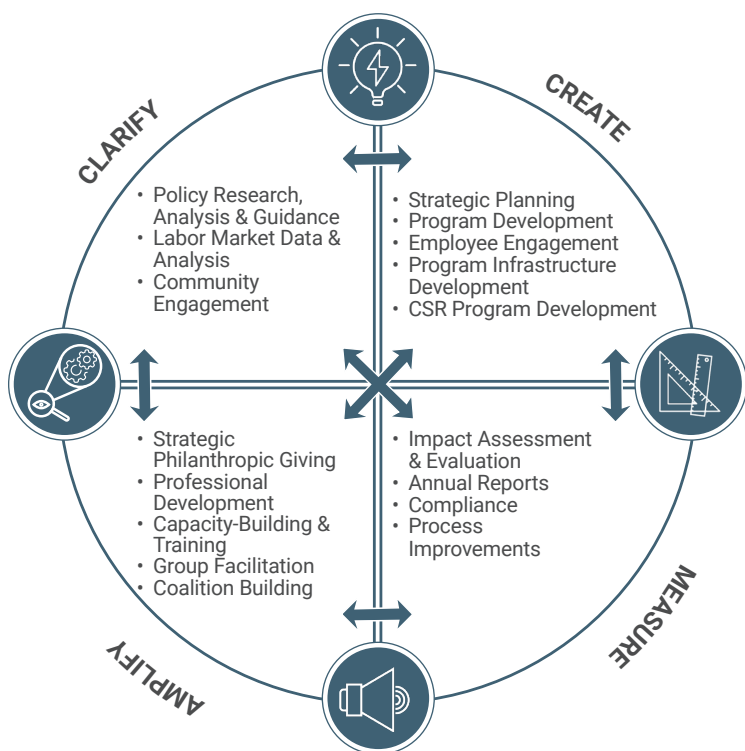 CLARIFY
• Policy Research,
Analysis & Guidance
• Labor Market Data &
Analysis
• Community
Engagement
CREATE
• Strategic Planning
• Program Development
• Employee Engagement
• Program Infrastructure
Development
• CSR Program Development
AMPLIFY
• Strategic
Philanthropic Giving
• Professional
Development
• Capacity-Building &
Training
• Group Facilitation
• Coalition Building
MEASURE
• Impact Assessment
& Evaluation
• Annual Reports
• Compliance
• Process
Improvements